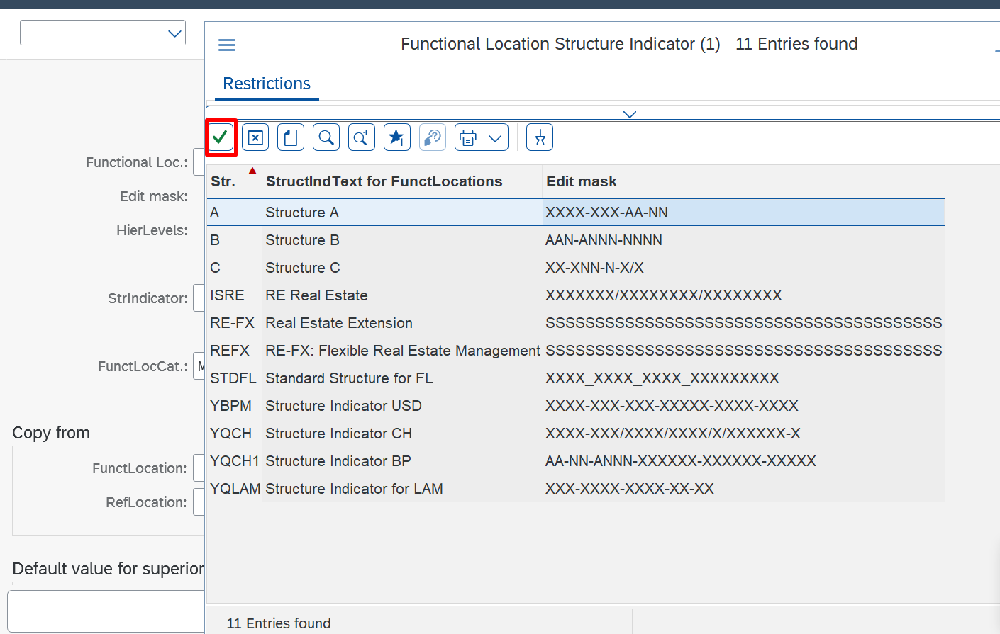 Functional Location Structure Indicator (1) 11 Entries found
Restrictions
Functional Loc.:
Edit mask:
HierLevels:
StrIndicator:
FunctLocCat.: M
Copy from
FunctLocation:
RefLocation:
Default value for superior
Str. StructIndText for FunctLocations Edit mask
A Structure A XXXX-XXX-AA-NN
B Structure B AAN-ANNN-NNNN
C Structure C XX-XNN-N-X/X
ISRE RE Real Estate XXXXXXX/XXXXXXXX/XXXXXXXX
RE-FX Real Estate Extension SSSSSSSSSSSSSSSSSSSSSSSSSSSSSSSSSSSSSSSS
REFX RE-FX: Flexible Real Estate Management SSSSSSSSSSSSSSSSSSSSSSSSSSSSSSSSSSSSSSSS
STDFL Standard Structure for FL XXXX_XXXX_XXXX_XXXXXXXXX
YBPM Structure Indicator USD XXXX-XXX-XXX-XXXXX-XXXX-XXXX
YQCH Structure Indicator CH XXXX-XXX/XXXX/XXXX/X/XXXXXX-X
YQCH1 Structure Indicator BP AA-NN-ANNN-XXXXXX-XXXXXX-XXXXX
YQLAM Structure Indicator for LAM XXX-XXXX-XXXX-XX-XX
11 Entries found